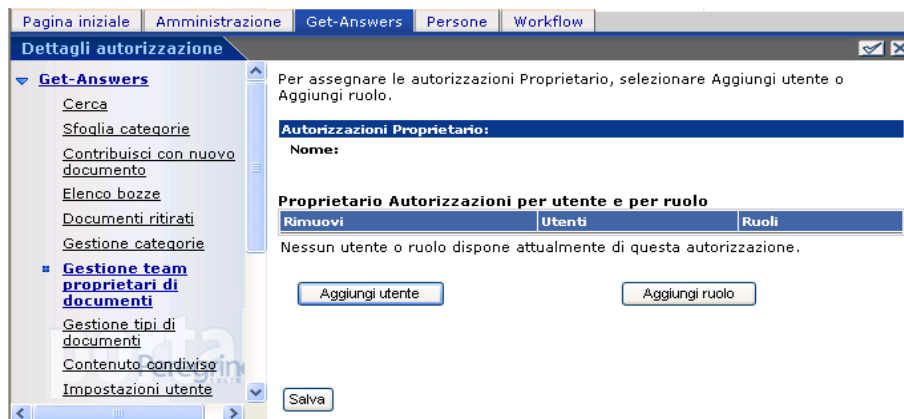 Pagina iniziale Amministrazione Get-Answers Persone Workflow
Dettagli autorizzazione
Get-Answers
Cerca
Sfoglia categorie
Contribuisci con nuovo
documento
Elenco bozze
Documenti ritirati
Gestione categorie
Gestione team
proprietari di
documenti
Gestione tipi di
documenti
Contenuto condiviso
Impostazioni utente
portal
Peregrine
Per assegnare le autorizzazioni Proprietario, selezionare Aggiungi utente o
Aggiungi ruolo.
Autorizzazioni Proprietario:
Nome:
Proprietario Autorizzazioni per utente e per ruolo
Rimuovi Utenti Ruoli
Nessun utente o ruolo dispone attualmente di questa autorizzazione.
Aggiungi utente Aggiungi ruolo
Salva